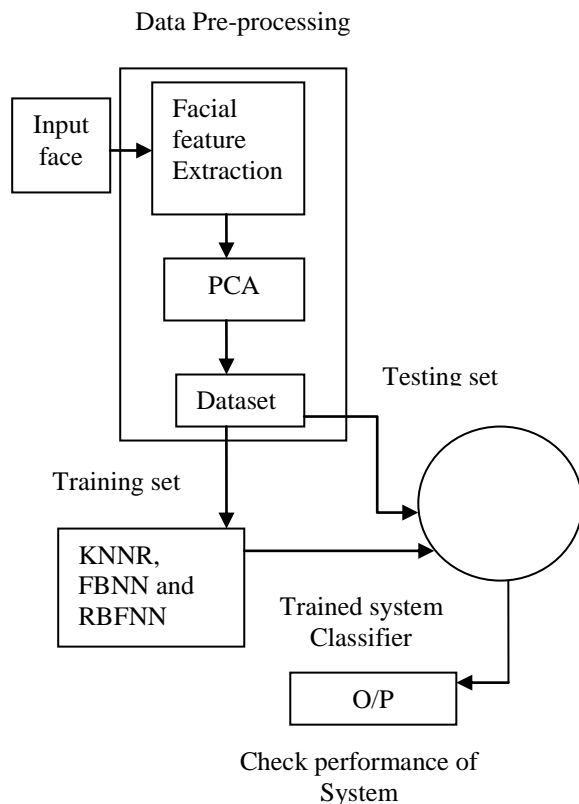 Data Pre-processing
Input
face
Facial
feature
Extraction
PCA
Dataset
Testing set
Training set
KNNR,
FBNN and
RBFNN
Trained system
Classifier
O/P
Check performance of
System